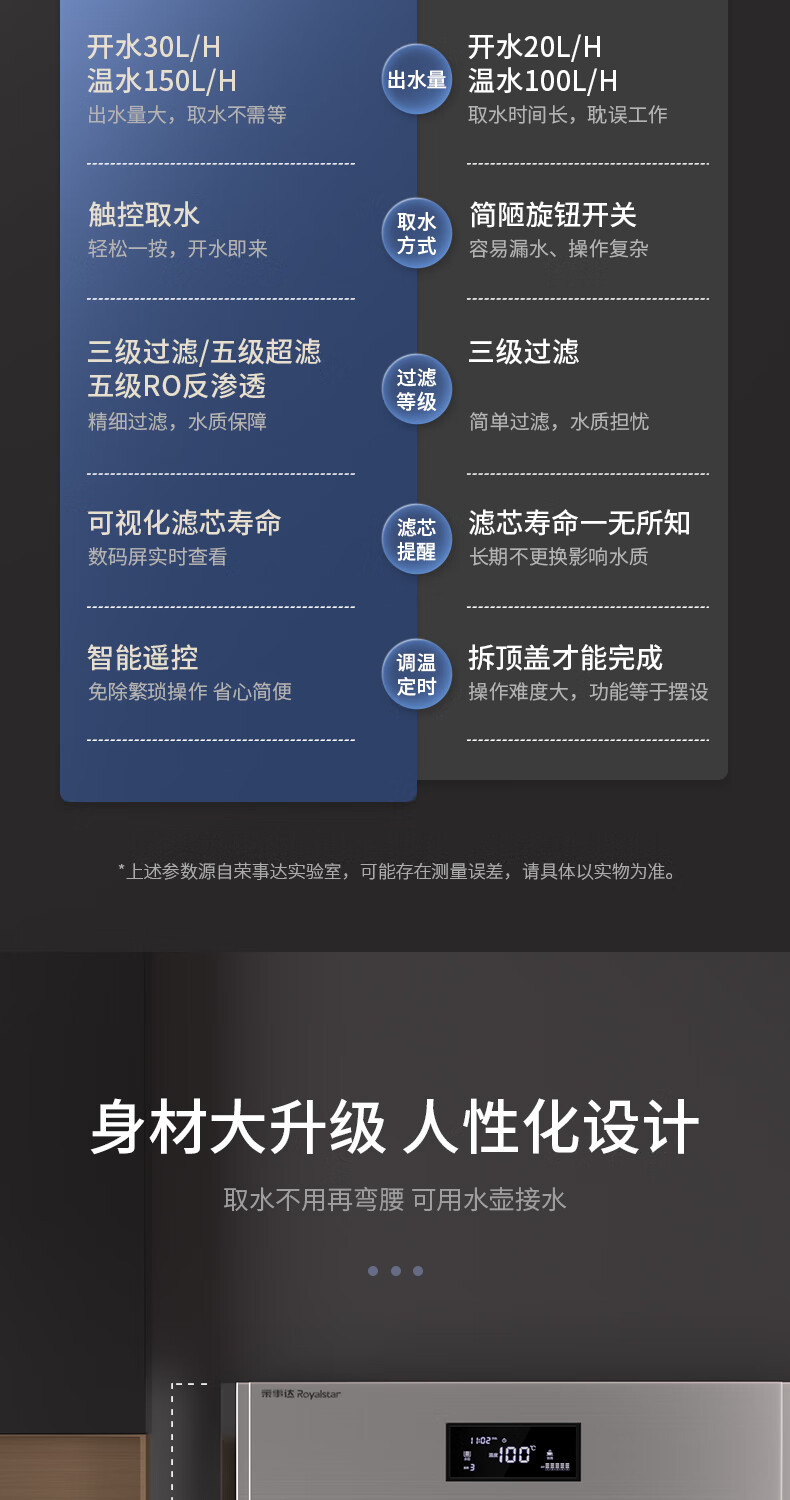 开水30L/H
温水150L/H
出水量大，取水不需等
出水量
开水20L/H
温水100L/H
取水时间长，耽误工作
触控取水
轻松一按，开水即来
取水
方式
简陋旋钮开关
容易漏水、操作复杂
三级过滤/五级超滤
五级RO反渗透
精细过滤，水质保障
过滤
等级
三级过滤
简单过滤，水质担忧
可视化滤芯寿命
数码屏实时查看
滤芯
提醒
滤芯寿命一无所知
长期不更换影响水质
智能遥控
免除繁琐操作 省心简便
调温
定时
拆顶盖才能完成
操作难度大，功能等于摆设
*上述参数源自荣事达实验室，可能存在测量误差，请具体以实物为准。
身材大升级 人性化设计
取水不用再弯腰 可用水壶接水
荣事达 Royalstar
11:02
100℃
3